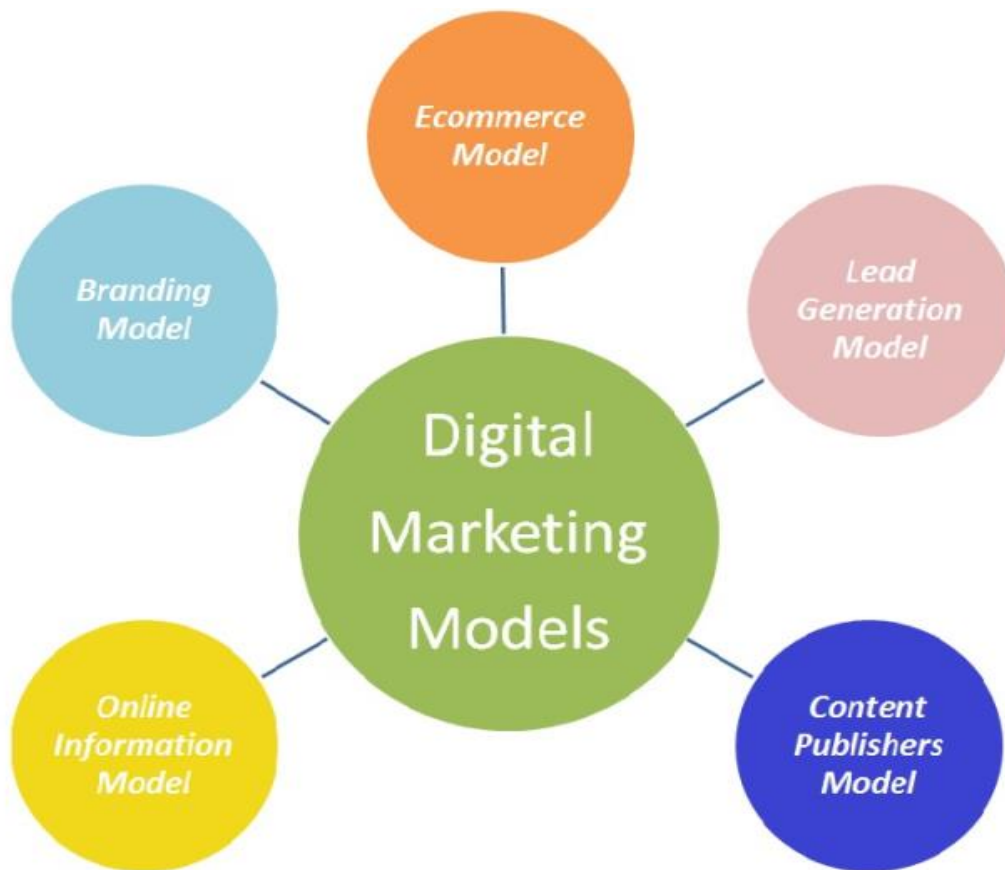 Ecommerce
Model
Branding
Model
Lead
Generation
Model
Digital
Marketing
Models
Online
Information
Model
Content
Publishers
Model